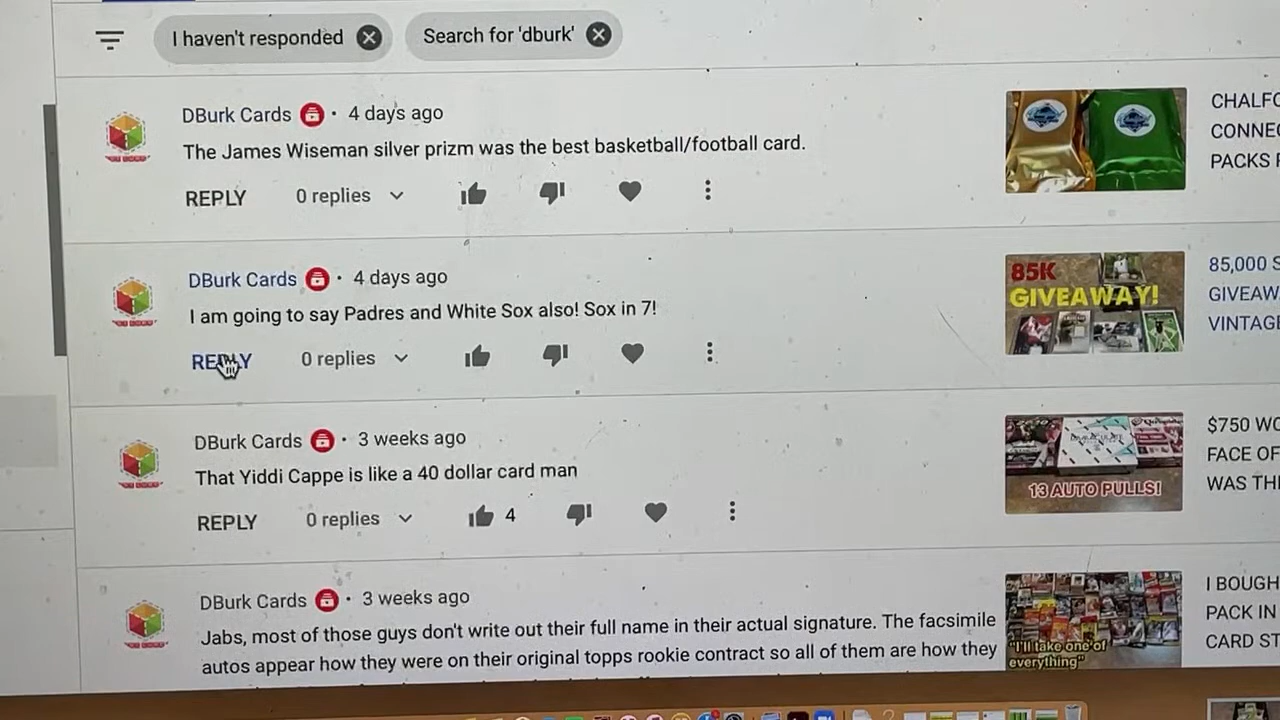 I haven't responded
Search for 'dburk'
DBurk Cards · 4 days ago
The James Wiseman silver prizm was the best basketball/football card.
REPLY 0 replies
CHALFO
CONNEC
PACKS F
DBurk Cards · 4 days ago
I am going to say Padres and White Sox also! Sox in 7!
REPLY 0 replies
85K
GIVEAWAY!
85,000 S
GIVEAW
VINTAGE
DBurk Cards · 3 weeks ago
That Yiddi Cappe is like a 40 dollar card man
REPLY 0 replies 4
13 AUTO PULLS!
$750 WO
FACE OF
WAS THI
DBurk Cards · 3 weeks ago
Jabs, most of those guys don't write out their full name in their actual signature. The facsimile
autos appear how they were on their original topps rookie contract so all of them are how they
"I'll take one of
everything"
I BOUGH
PACK IN
CARD ST